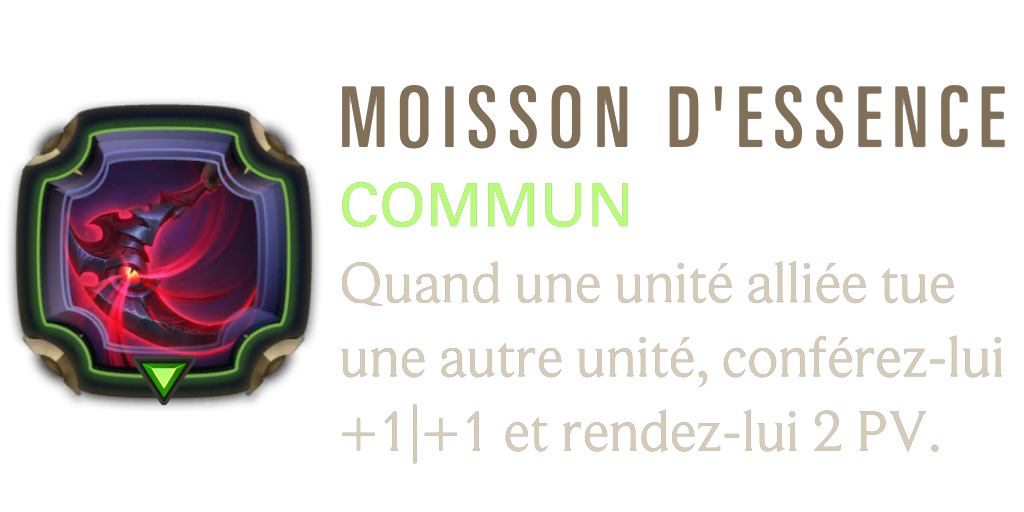 MOISSON D'ESSENCE
COMMUN
Quand une unité alliée tue
une autre unité, conférez-lui
+1|+1 et rendez-lui 2 PV.